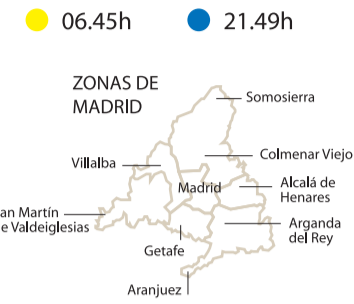 06.45h
21.49h
ZONAS DE
MADRID
Somosierra
Villalba
Colmenar Viejo
Madrid
Alcalá de
Henares
an Martín
e Valdeiglesias
Arganda
del Rey
Getafe
Aranjuez